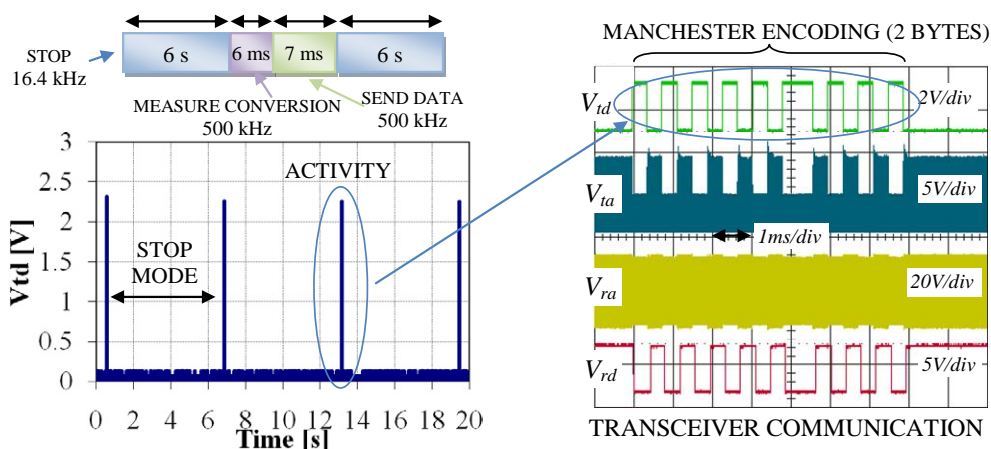 STOP
16.4 kHz
6 s
6 ms
7 ms
6 s
MEASURE CONVERSION
500 kHz
SEND DATA
500 kHz
Vtd [V]
3
2.5
2
1.5
1
0.5
0
ACTIVITY
STOP
MODE
0 2 4 6 8 10 12 14 16 18 20
Time [s]
MANCHESTER ENCODING (2 BYTES)
Vtd
2V/div
Vta
5V/div
1ms/div
Vra
20V/div
Vrd
5V/div
TRANSCEIVER COMMUNICATION